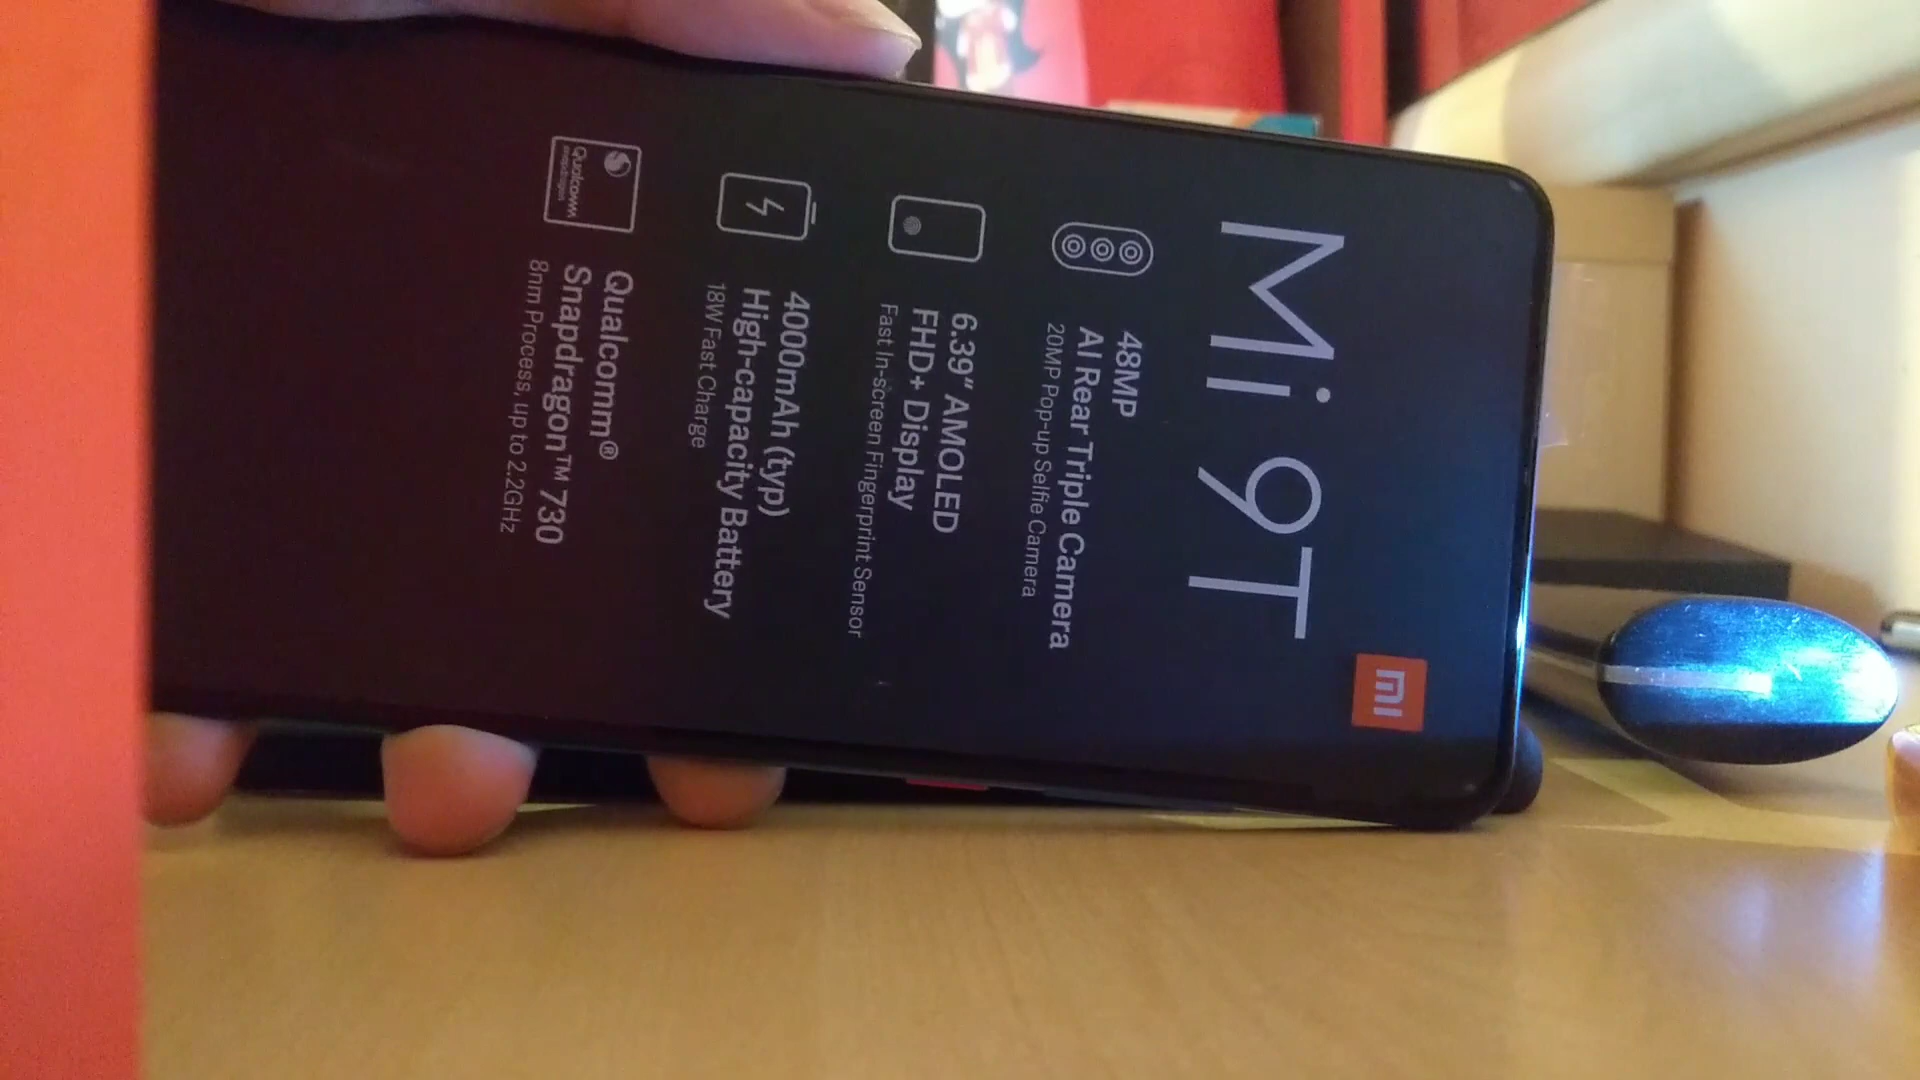 mi
Mi 9T
48MP
AI Rear Triple Camera
20MP Pop-up Selfie Camera
6.39″ AMOLED
FHD+ Display
Fast In-screen Fingerprint Sensor
4000mAh (typ)
High-capacity Battery
18W Fast Charge
Qualcomm
snapdragon
Qualcomm®
Snapdragon™ 730
8nm Process, up to 2.2GHz